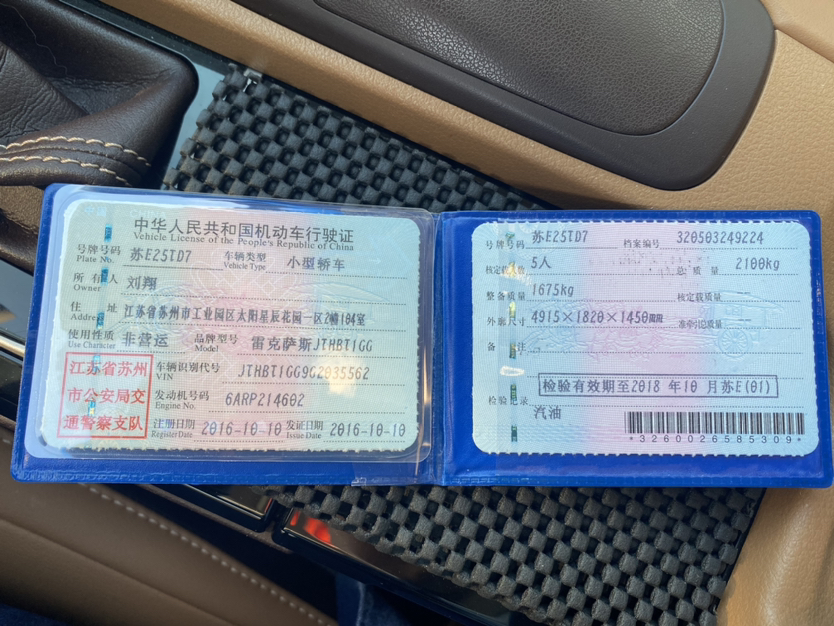 中华人民共和国机动车行驶证
Vehicle License of the People's Republic of China
号牌号码 苏E25TD7 车辆类型 小型轿车
Plate No. Vehicle Type
所有人 刘翔
Owner
住址 江苏省苏州市工业园区太阳星辰花园一区2幢104室
Address
使用性质 非营运 品牌型号 雷克萨斯JTHBT1GG
Use Character Model
江苏省苏州
市公安局交
通警察支队
车辆识别代号
VIN
发动机号码 6ARP214602
Engine No.
注册日期 2016-10-10 发证日期 2016-10-10
Register Date Issue Date
号牌号码 苏E25TD7 档案编号 320503249224
核定载人数 5人 总质量 2100kg
整备质量 1675kg 核定载质量
外廓尺寸 4915×1820×1450 准牵引总质量
备注
检验有效期至2018年10月苏E(01)
检验记录
汽油
*3260026585309*